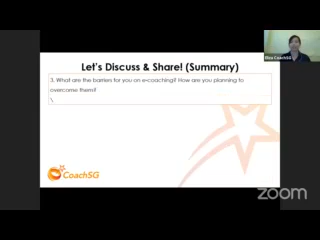 Let's Discuss & Share! (Summary)
3. What are the barriers for you on e-coaching? How are you planning to
overcome them?
\
CoachSG
zoom